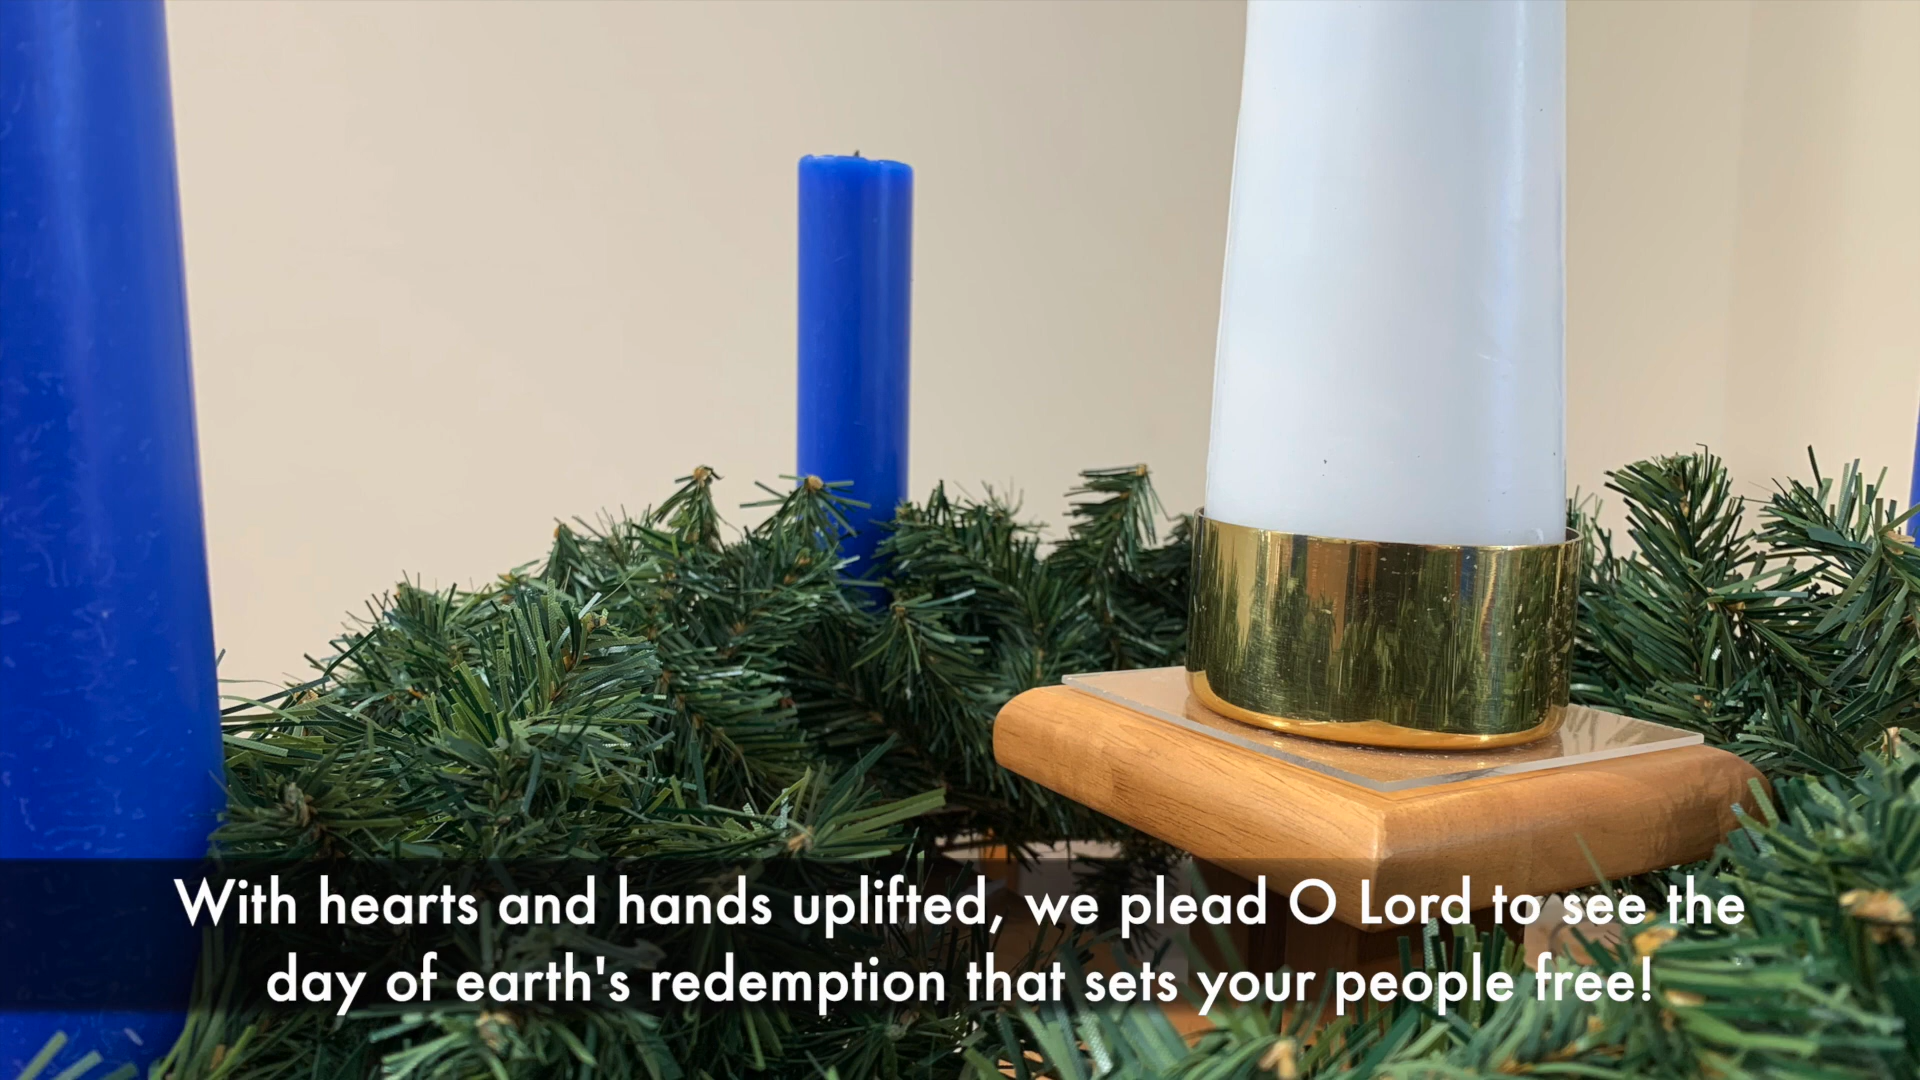 With hearts and hands uplifted, we plead O Lord to see the
day of earth's redemption that sets your people free!